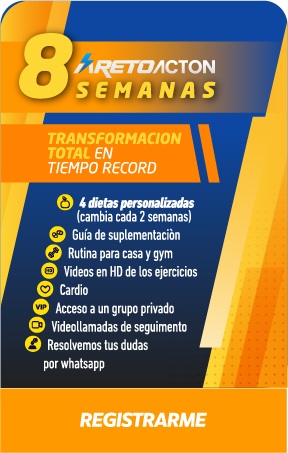 8 RETOACTON
SEMANAS
TRANSFORMACION
TOTAL EN
TIEMPO RECORD
4 dietas personalizadas
(cambia cada 2 semanas)
Guía de suplementaciòn
Rutina para casa y gym
Videos en HD de los ejercicios
Cardio
VIP Acceso a un grupo privado
Videollamadas de seguimento
Resolvemos tus dudas
por whatsapp
REGISTRARME